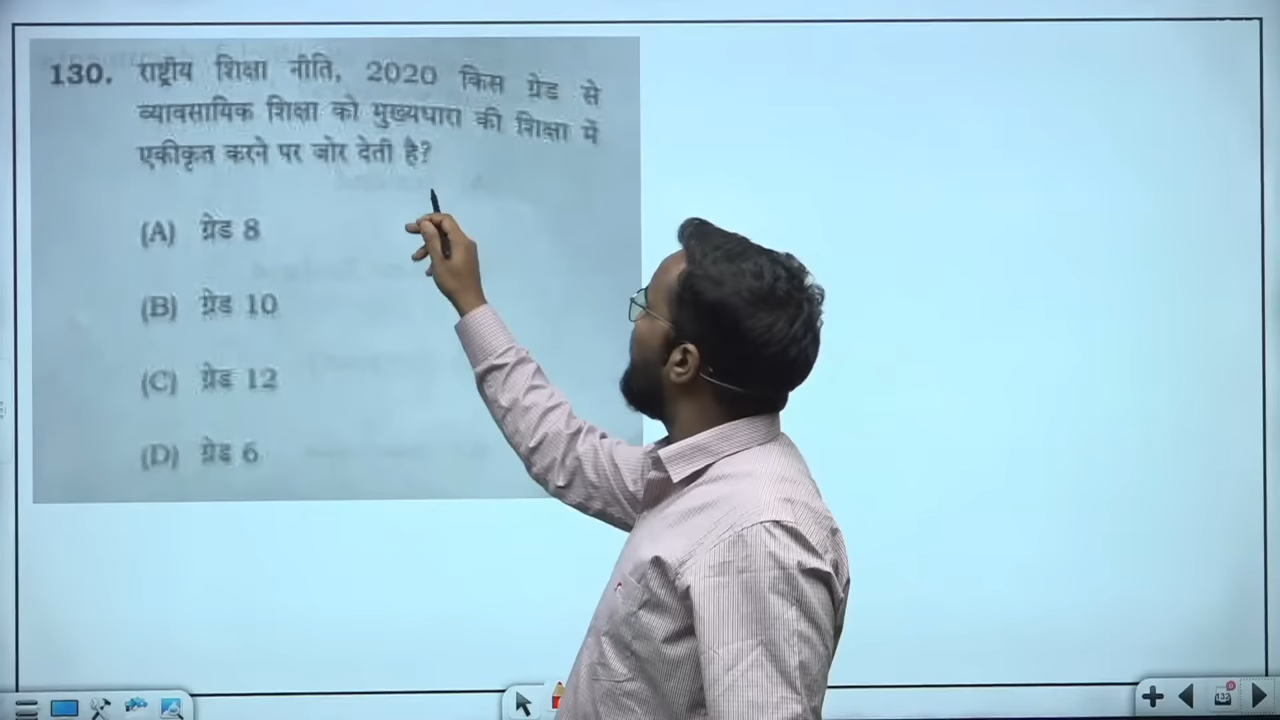 130. राष्ट्रीय शिक्षा नीति, 2020 किस ग्रेड से
व्यावसायिक शिक्षा को मुख्यधारा की शिक्षा में
एकीकृत करने पर जोर देती है?
(A) ग्रेड 8
(B) ग्रेड 10
(C) ग्रेड 12
(D) ग्रेड 6